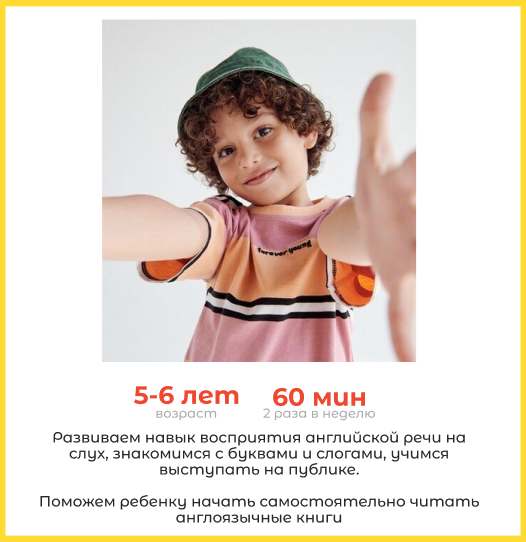 forever young
5-6 лет
60 мин
возраст
2 раза в неделю
Развиваем навык восприятия английской речи на
слух, знакомимся с буквами и слогами, учимся
выступать на публике.
Поможем ребенку начать самостоятельно читать
англоязычные книги